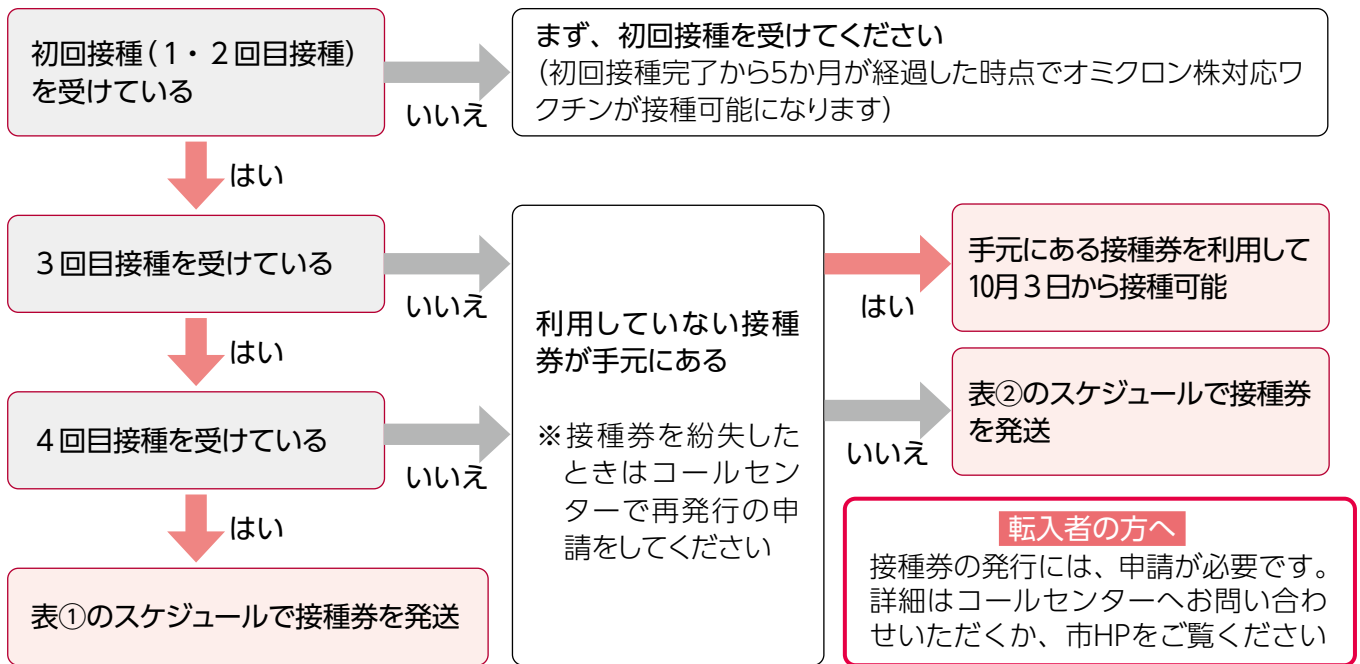 初回接種（1・2回目接種）
を受けている
いいえ
まず、初回接種を受けてください
（初回接種完了から5か月が経過した時点でオミクロン株対応ワ
クチンが接種可能になります）
はい
3回目接種を受けている
いいえ
はい
4回目接種を受けている
いいえ
はい
表①のスケジュールで接種券を発送
利用していない接種
券が手元にある
※接種券を紛失した
ときはコールセン
ターで再発行の申
請をしてください
はい
手元にある接種券を利用して
10月3日から接種可能
いいえ
表②のスケジュールで接種券
を発送
転入者の方へ
接種券の発行には、申請が必要です。
詳細はコールセンターへお問い合わ
せいただくか、市HPをご覧ください